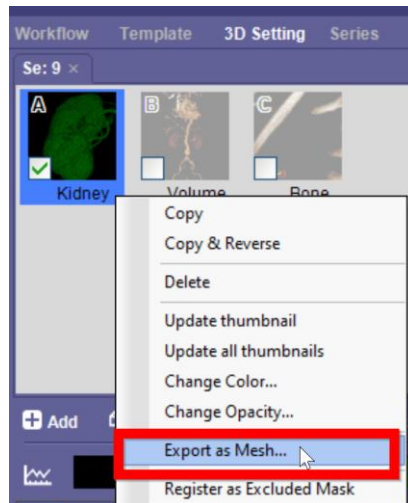 Workflow Template 3D Setting Series
Se: 9 ×
A B C
Kidney Volume Bone
Copy
Copy & Reverse
Delete
Update thumbnail
Update all thumbnails
Change Color...
Change Opacity...
Add
Export as Mesh...
Register as Excluded Mask